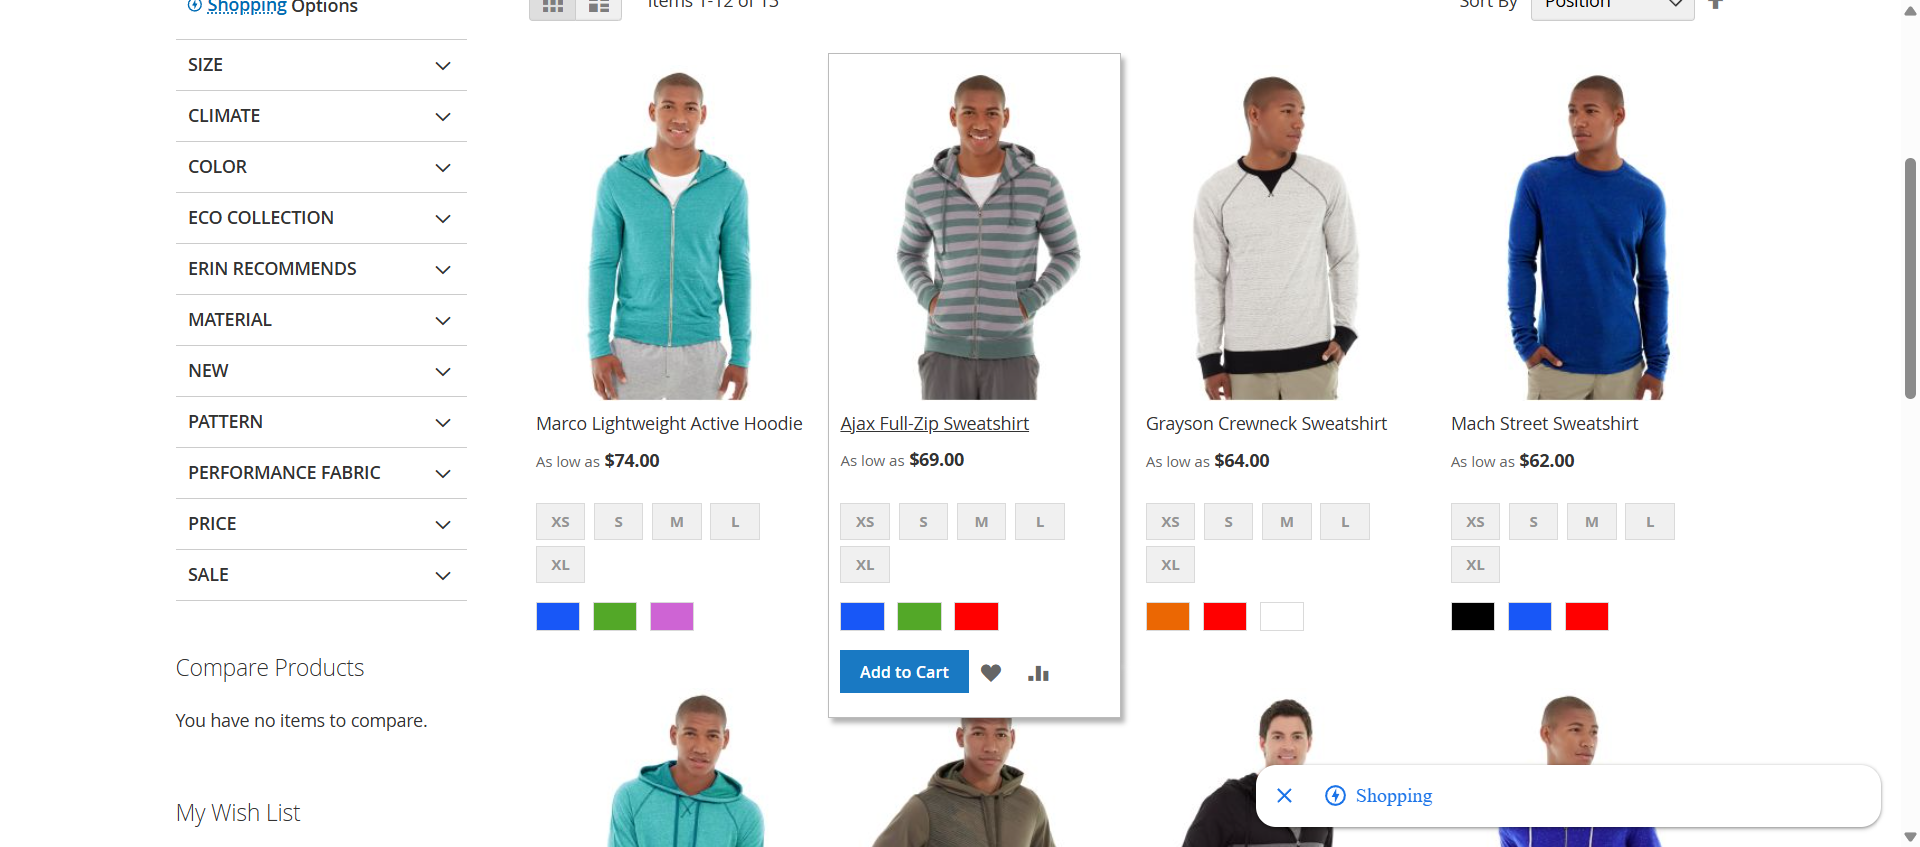 Shopping Options
Items 1-12 of 13
Sort By
Position
SIZE
CLIMATE
COLOR
ECO COLLECTION
ERIN RECOMMENDS
MATERIAL
NEW
PATTERN
PERFORMANCE FABRIC
PRICE
SALE
Compare Products
You have no items to compare.
My Wish List
Marco Lightweight Active Hoodie
As low as $74.00
XS S M L
XL
Ajax Full-Zip Sweatshirt
As low as $69.00
XS S M L
XL
Add to Cart
Grayson Crewneck Sweatshirt
As low as $64.00
XS S M L
XL
Mach Street Sweatshirt
As low as $62.00
XS S M L
XL
Shopping